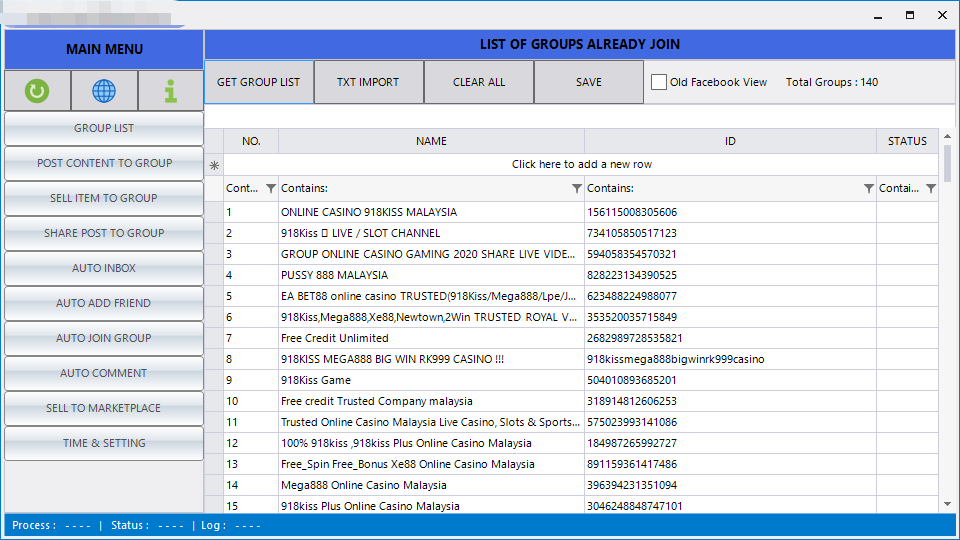 MAIN MENU
LIST OF GROUPS ALREADY JOIN
GET GROUP LIST
TXT IMPORT
CLEAR ALL
SAVE
Old Facebook View
Total Groups : 140
GROUP LIST
POST CONTENT TO GROUP
SELL ITEM TO GROUP
SHARE POST TO GROUP
AUTO INBOX
AUTO ADD FRIEND
AUTO JOIN GROUP
AUTO COMMENT
SELL TO MARKETPLACE
TIME & SETTING
NO. NAME ID STATUS
Click here to add a new row
Cont... Contains: Contains: Contai...
1 ONLINE CASINO 918KISS MALAYSIA 156115008305606
2 918Kiss LIVE / SLOT CHANNEL 734105850517123
3 GROUP ONLINE CASINO GAMING 2020 SHARE LIVE VIDE... 594058354570321
4 PUSSY 888 MALAYSIA 828223134390525
5 EA BET88 online casino TRUSTED(918Kiss/Mega888/Lpe/J... 623488224988077
6 918Kiss,Mega888,Xe88,Newtown,2Win TRUSTED ROYAL V... 353520035715849
7 Free Credit Unlimited 2682989728535821
8 918KISS MEGA888 BIG WIN RK999 CASINO !!! 918kissmega888bigwinrk999casino
9 918Kiss Game 504010893685201
10 Free credit Trusted Company malaysia 318914812606253
11 Trusted Online Casino Malaysia Live Casino, Slots & Sports... 575023993141086
12 100% 918kiss ,918kiss Plus Online Casino Malaysia 184987265992727
13 Free_Spin Free_Bonus Xe88 Online Casino Malaysia 891159361417486
14 Mega888 Online Casino Malaysia 396394231351094
15 918kiss Plus Online Casino Malaysia 3046248848747101
Process : - - - - | Status : - - - - | Log : - - - -